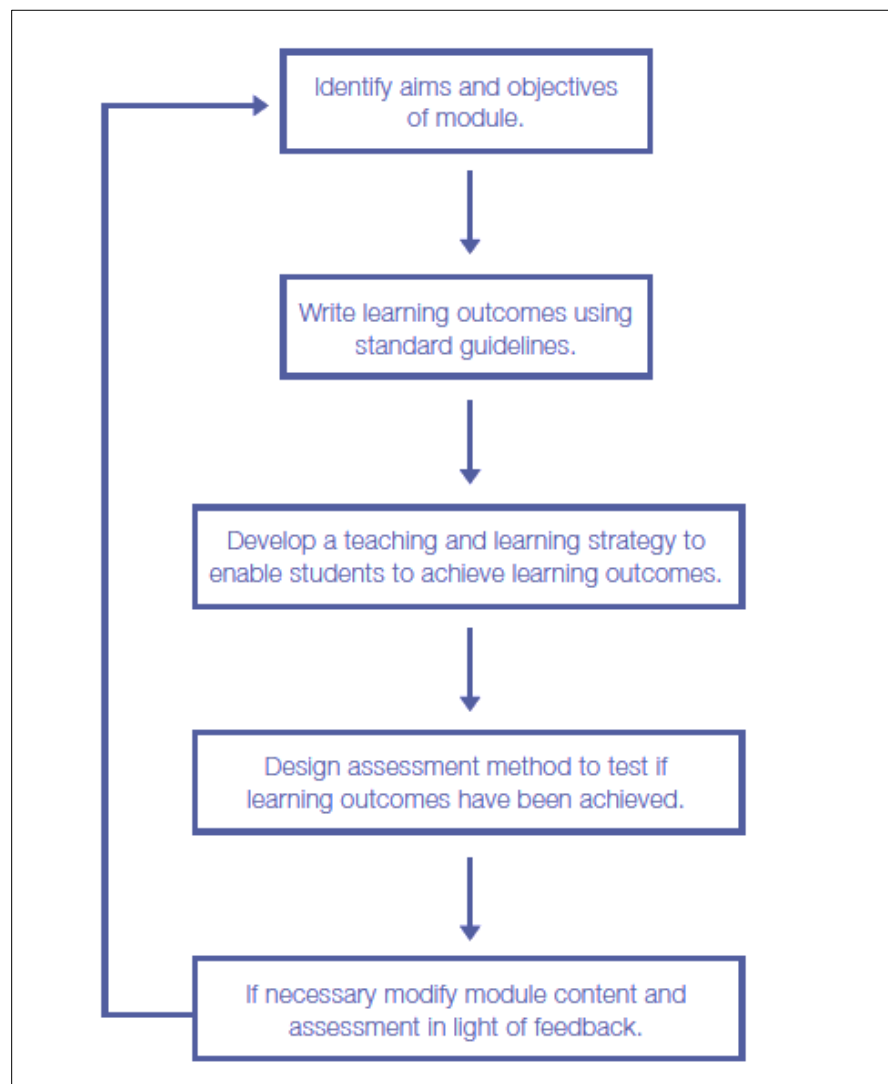 Identify aims and objectives
of module.
Write learning outcomes using
standard guidelines.
Develop a teaching and learning strategy to
enable students to achieve learning outcomes.
Design assessment method to test if
learning outcomes have been achieved.
If necessary modify module content and
assessment in light of feedback.